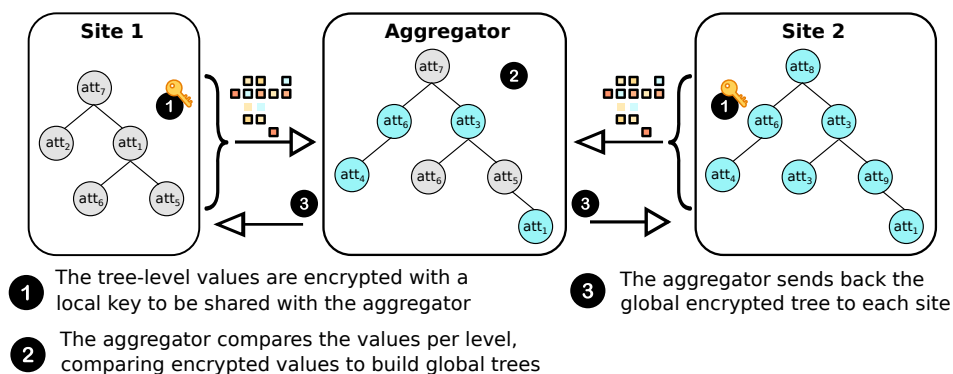 Site 1
Aggregator
Site 2
att7
att2
att1
att6
att5
1
att7
2
att6
att3
att4
att6
att5
att1
att8
1
att6
att3
att4
att3
att9
att1
3
3
1 The tree-level values are encrypted with a
local key to be shared with the aggregator
2 The aggregator compares the values per level,
comparing encrypted values to build global trees
3 The aggregator sends back the
global encrypted tree to each site